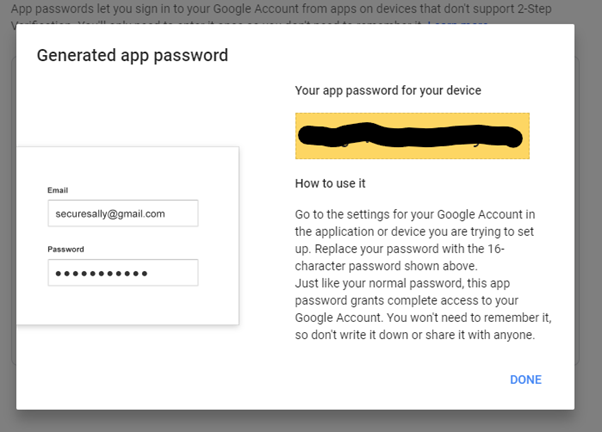 App passwords let you sign in to your Google Account from apps on devices that don't support 2-Step
Generated app password
Your app password for your device
Email
securesally@gmail.com
Password
●●●●●●●●●●●
How to use it
Go to the settings for your Google Account in
the application or device you are trying to set
up. Replace your password with the 16-
character password shown above.
Just like your normal password, this app
password grants complete access to your
Google Account. You won't need to remember it,
so don't write it down or share it with anyone.
DONE